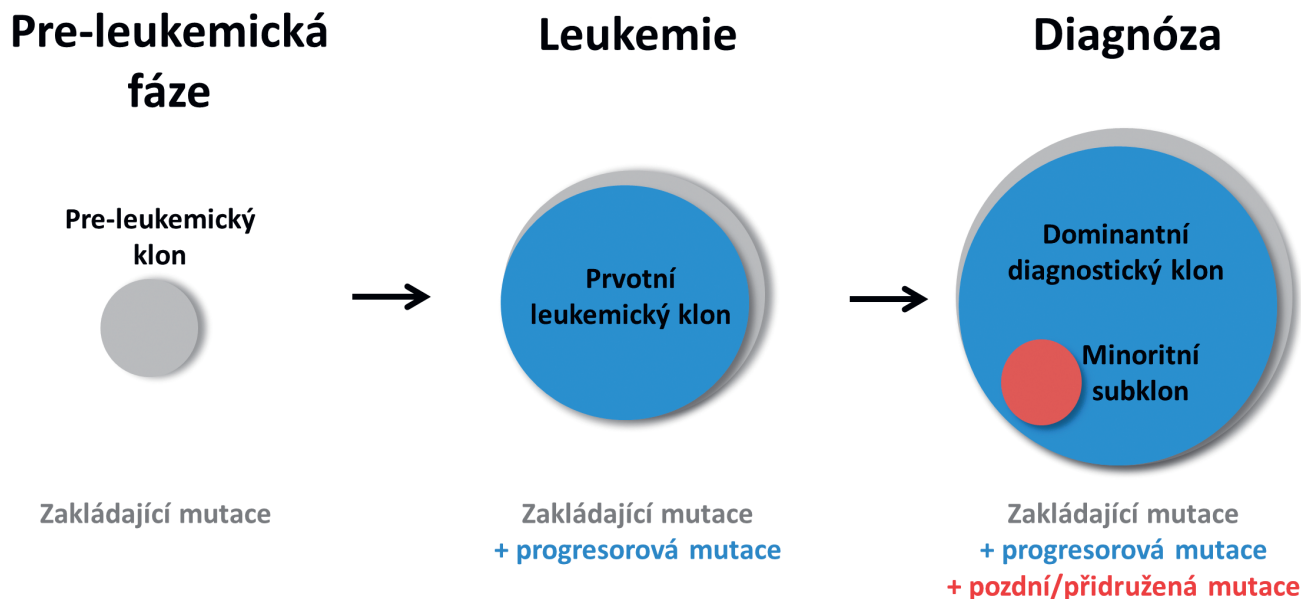 Pre-leukemická
fáze
Leukemie
Diagnóza
Pre-leukemický
klon
Prvotní
leukemický klon
Dominantní
diagnostický klon
Minoritní
subklon
Zakládající mutace
Zakládající mutace
+ progresorová mutace
Zakládající mutace
+ progresorová mutace
+ pozdní/přidružená mutace